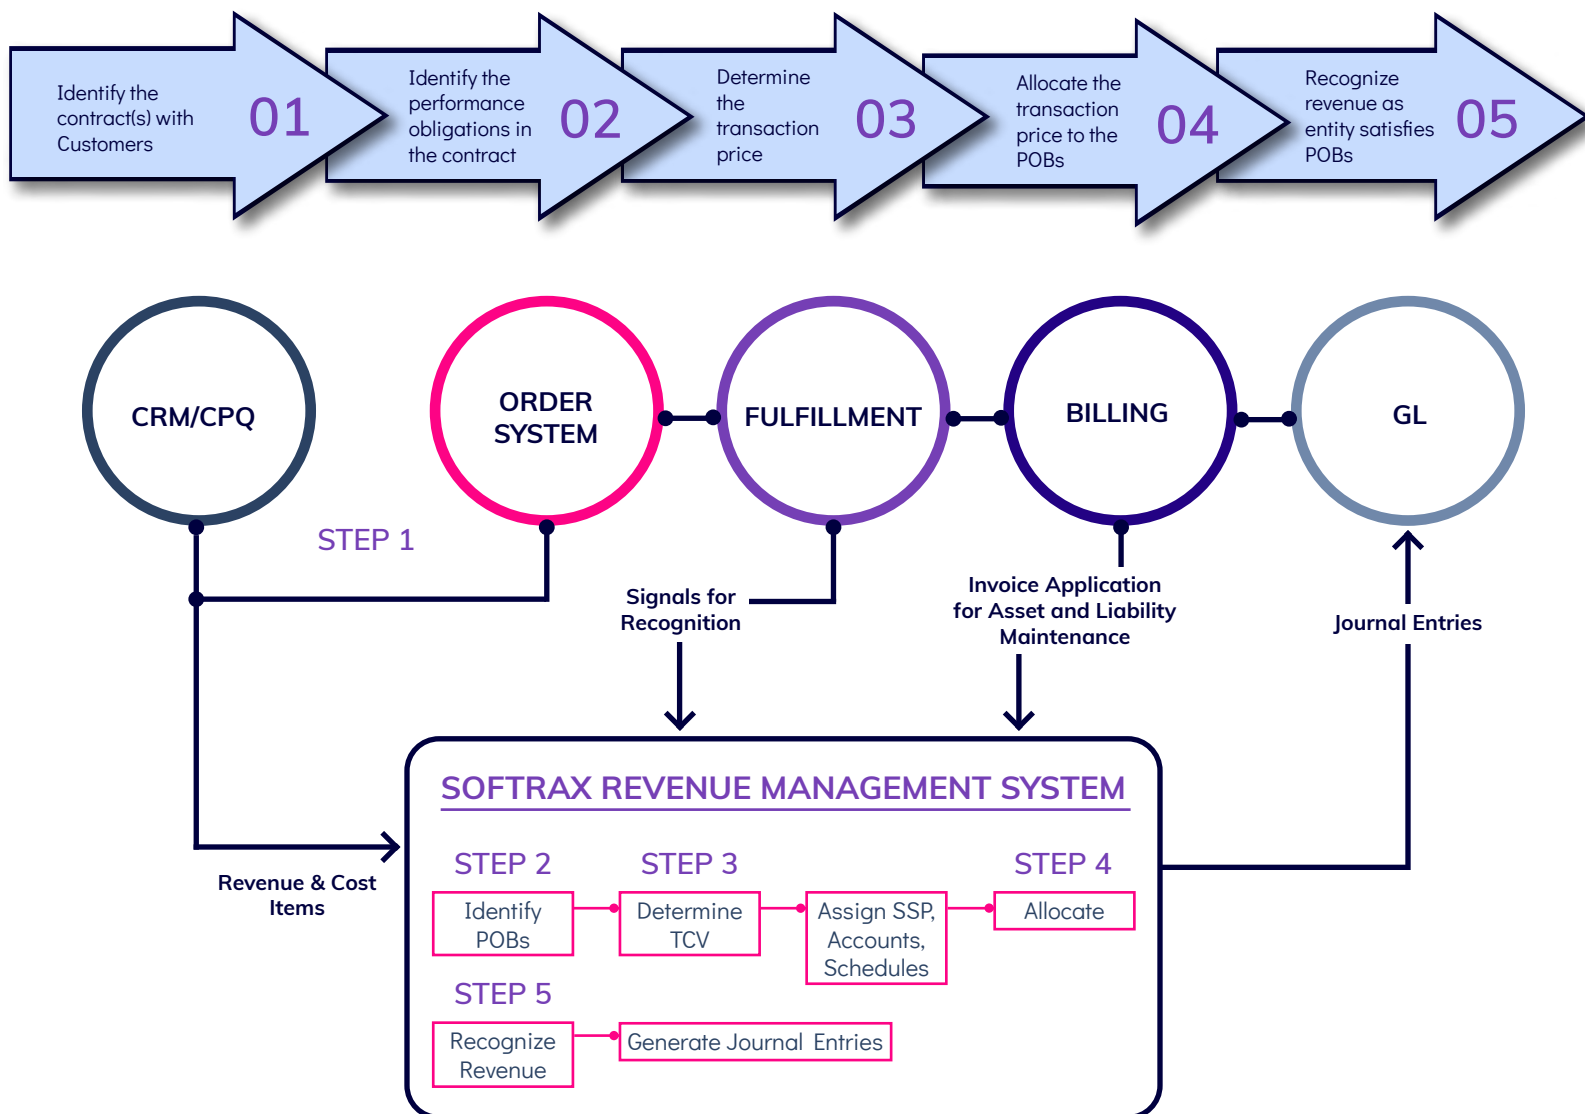 Identify the
contract(s) with
Customers
01
Identify the
performance
obligations in
the contract
02
Determine
the
transaction
price
03
Allocate the
transaction
price to the
POBs
04
Recognize
revenue as
entity satisfies
POBs
05
CRM/CPQ
ORDER
SYSTEM
FULFILLMENT
BILLING
GL
STEP 1
Signals for
Recognition
Invoice Application
for Asset and Liability
Maintenance
Journal Entries
Revenue & Cost
Items
SOFTRAX REVENUE MANAGEMENT SYSTEM
STEP 2
Identify
POBs
STEP 3
Determine
TCV
Assign SSP,
Accounts,
Schedules
STEP 4
Allocate
STEP 5
Recognize
Revenue
Generate Journal Entries